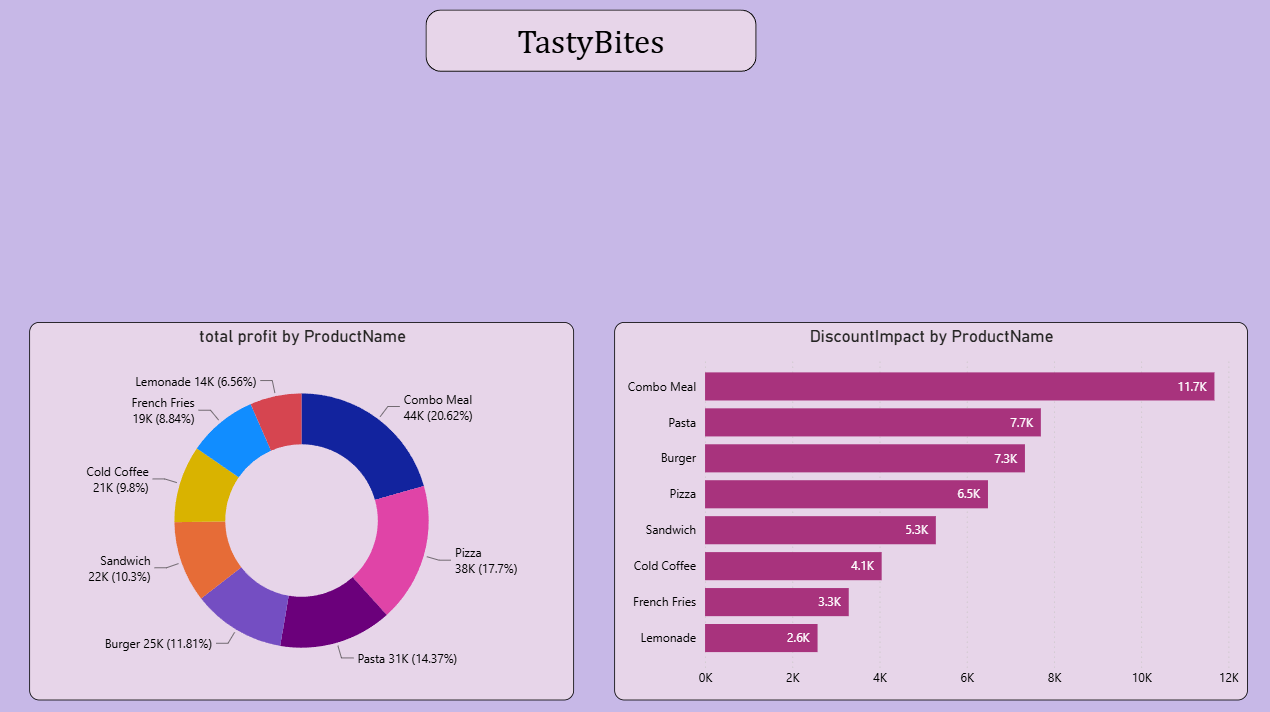 TastyBites
total profit by ProductName
Lemonade 14K (6.56%)
French Fries
19K (8.84%)
Combo Meal
44K (20.62%)
Cold Coffee
21K (9.8%)
Sandwich
22K (10.3%)
Pizza
38K (17.7%)
Burger 25K (11.81%)
Pasta 31K (14.37%)
DiscountImpact by ProductName
Combo Meal 11.7K
Pasta 7.7K
Burger 7.3K
Pizza 6.5K
Sandwich 5.3K
Cold Coffee 4.1K
French Fries 3.3K
Lemonade 2.6K
0K 2K 4K 6K 8K 10K 12K